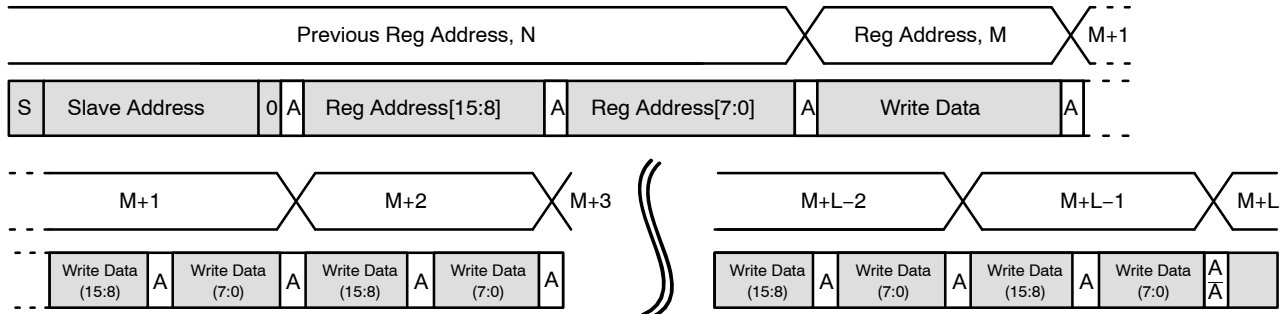 Previous Reg Address, N Reg Address, M M+1
S Slave Address 0 A Reg Address[15:8] A Reg Address[7:0] A Write Data A
M+1 M+2 M+3 M+L−2 M+L−1 M+L
Write Data A Write Data A Write Data A Write Data A Write Data A Write Data A Write Data A Write Data A
(15:8) (7:0) (15:8) (7:0) (15:8) (7:0) (15:8) (7:0) A̅